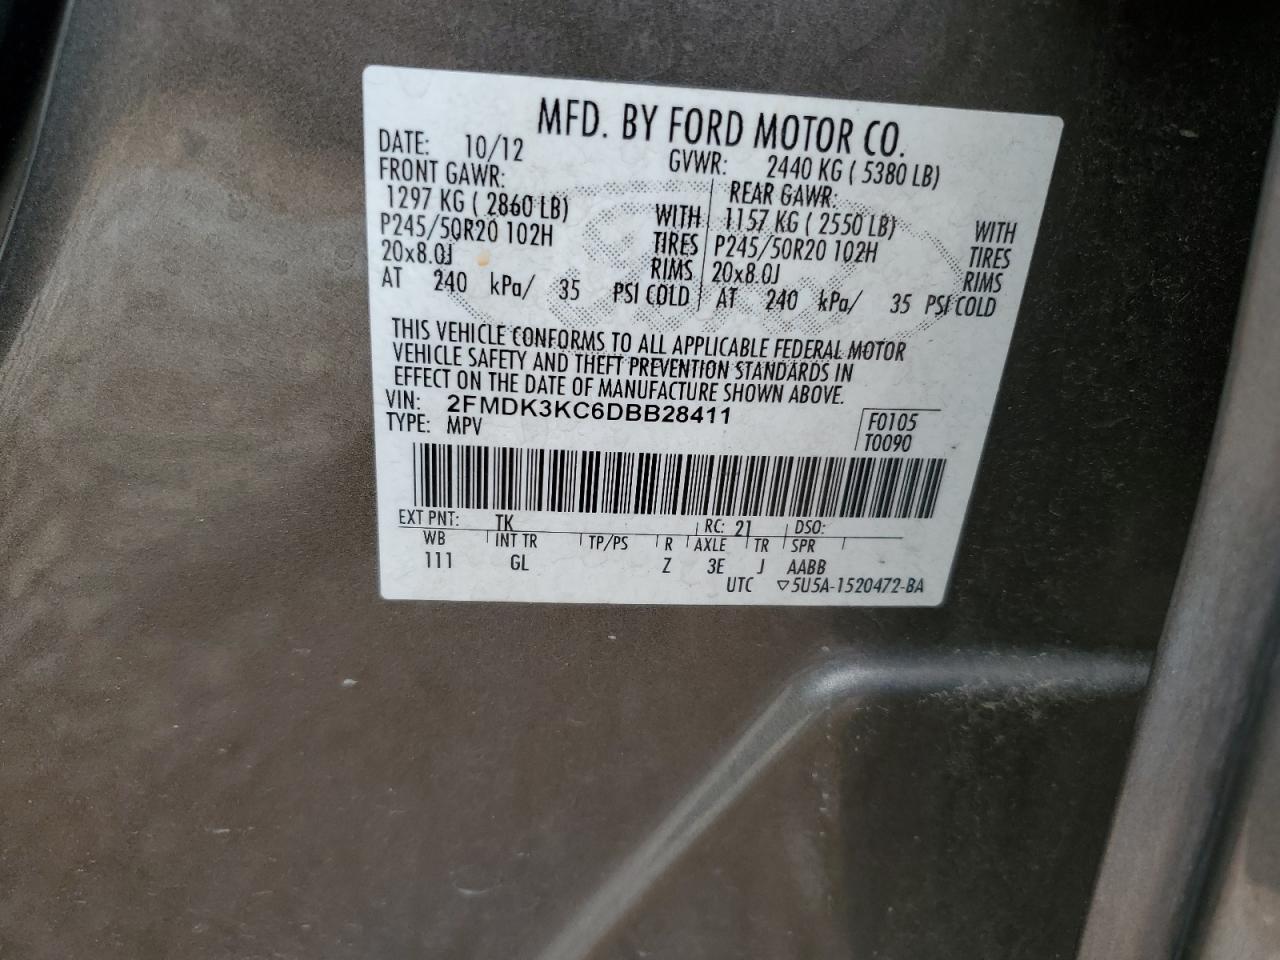 MFD. BY FORD MOTOR CO.
DATE: 10/12 GVWR: 2440 KG ( 5380 LB)
FRONT GAWR: REAR GAWR:
1297 KG ( 2860 LB) WITH 1157 KG ( 2550 LB) WITH
P245/50R20 102H TIRES P245/50R20 102H TIRES
20x8.0J RIMS 20x8.0J RIMS
AT 240 kPa/ 35 PSI COLD AT 240 kPa/ 35 PSI COLD
THIS VEHICLE CONFORMS TO ALL APPLICABLE FEDERAL MOTOR
VEHICLE SAFETY AND THEFT PREVENTION STANDARDS IN
EFFECT ON THE DATE OF MANUFACTURE SHOWN ABOVE.
VIN: 2FMDK3KC6DBB28411
TYPE: MPV
F0105
T0090
EXT PNT: TK RC: 21 DSO:
WB INT TR TP/PS R AXLE TR SPR
111 GL Z 3E J AABB
UTC ▽5U5A-1520472-BA